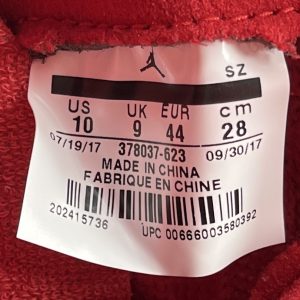 SZ
US UK EUR cm
10 9 44 28
07/19/17 378037-623 09/30/17
MADE IN CHINA
FABRIQUE EN CHINE
202415736
UPC 00666003580392